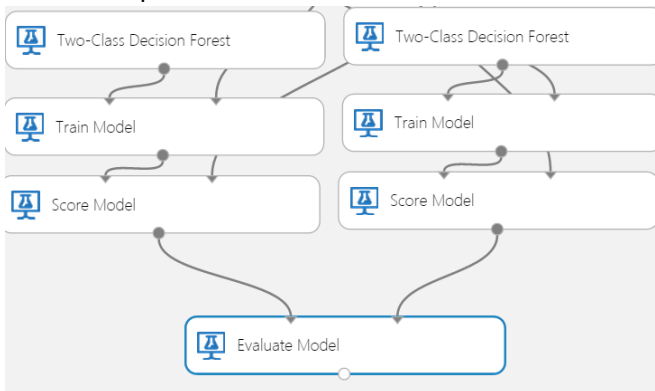 Two-Class Decision Forest
Two-Class Decision Forest
Train Model
Train Model
Score Model
Score Model
Evaluate Model